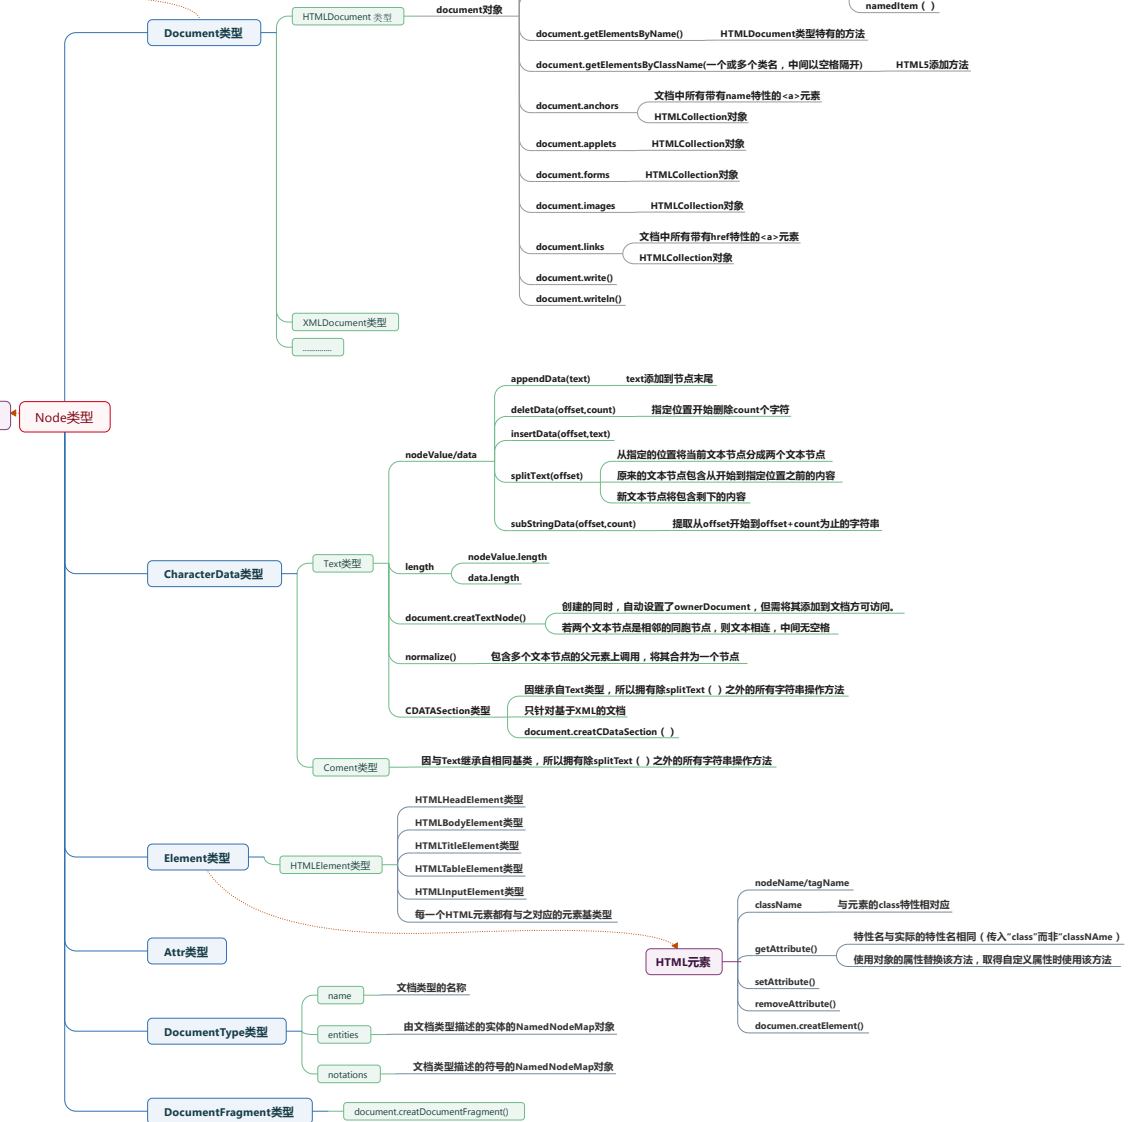 namedItem（ ）
HTMLDocument 类型
document对象
Document类型
document.getElementsByName()
HTMLDocument类型特有的方法
document.getElementsByClassName(一个或多个类名，中间以空格隔开)
HTML5添加方法
document.anchors
文档中所有带有name特性的<a>元素
HTMLCollection对象
document.applets
HTMLCollection对象
document.forms
HTMLCollection对象
document.images
HTMLCollection对象
document.links
文档中所有带有href特性的<a>元素
HTMLCollection对象
document.write()
document.writeln()
XMLDocument类型
..............
Node类型
CharacterData类型
Text类型
nodeValue/data
appendData(text)
text添加到节点末尾
deletData(offset,count)
指定位置开始删除count个字符
insertData(offset,text)
splitText(offset)
从指定的位置将当前文本节点分成两个文本节点
原来的文本节点包含从开始到指定位置之前的内容
新文本节点将包含剩下的内容
subStringData(offset,count)
提取从offset开始到offset+count为止的字符串
length
nodeValue.length
data.length
document.creatTextNode()
创建的同时，自动设置了ownerDocument，但需将其添加到文档方可访问。
若两个文本节点是相邻的同胞节点，则文本相连，中间无空格
normalize()
包含多个文本节点的父元素上调用，将其合并为一个节点
CDATASection类型
因继承自Text类型，所以拥有除splitText（ ）之外的所有字符串操作方法
只针对基于XML的文档
document.creatCDataSection（ ）
Coment类型
因与Text继承自相同基类，所以拥有除splitText（ ）之外的所有字符串操作方法
Element类型
HTMLElement类型
HTMLHeadElement类型
HTMLBodyElement类型
HTMLTitleElement类型
HTMLTableElement类型
HTMLInputElement类型
每一个HTML元素都有与之对应的元素基类型
HTML元素
nodeName/tagName
className
与元素的class特性相对应
getAttribute()
特性名与实际的特性名相同（传入“class”而非“classNAme）
使用对象的属性替换该方法，取得自定义属性时使用该方法
setAttribute()
removeAttribute()
documen.creatElement()
Attr类型
DocumentType类型
name
文档类型的名称
entities
由文档类型描述的实体的NamedNodeMap对象
notations
文档类型描述的符号的NamedNodeMap对象
DocumentFragment类型
document.creatDocumentFragment()